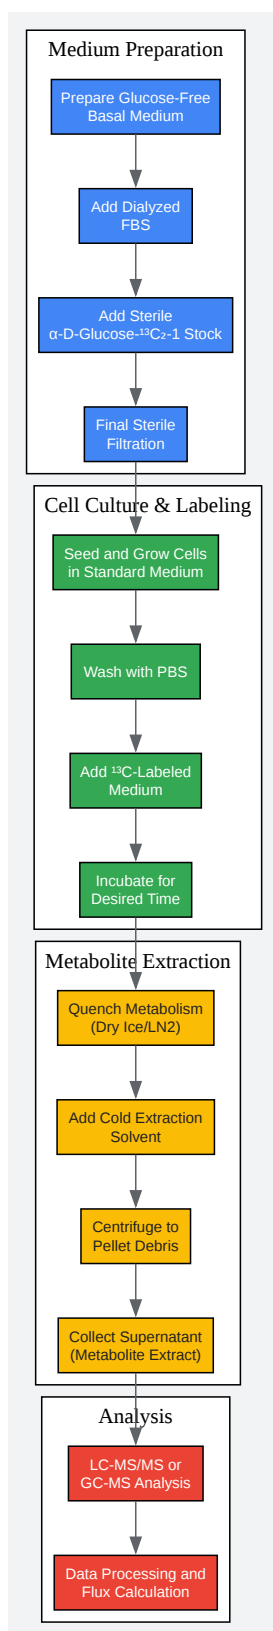 Medium Preparation
Prepare Glucose-Free
Basal Medium
Add Dialyzed
FBS
Add Sterile
α-D-Glucose-¹³C₂-1 Stock
Final Sterile
Filtration
Cell Culture & Labeling
Seed and Grow Cells
in Standard Medium
Wash with PBS
Add ¹³C-Labeled
Medium
Incubate for
Desired Time
Metabolite Extraction
Quench Metabolism
(Dry Ice/LN2)
Add Cold Extraction
Solvent
Centrifuge to
Pellet Debris
Collect Supernatant
(Metabolite Extract)
Analysis
LC-MS/MS or
GC-MS Analysis
Data Processing and
Flux Calculation